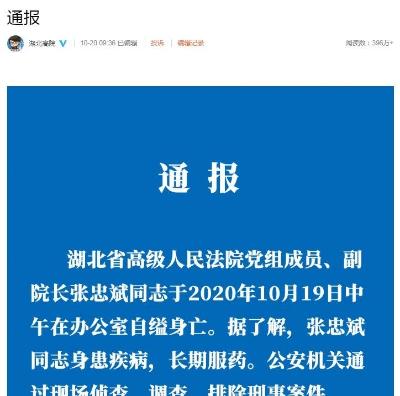 通报
湖北高院 10-20 09:36 已编辑 投诉 编辑记录 阅读数：396万+
通 报
湖北省高级人民法院党组成员、副
院长张忠斌同志于2020年10月19日中
午在办公室自缢身亡。据了解，张忠斌
同志身患疾病，长期服药。公安机关通
过现场侦查、调查，排除刑事案件